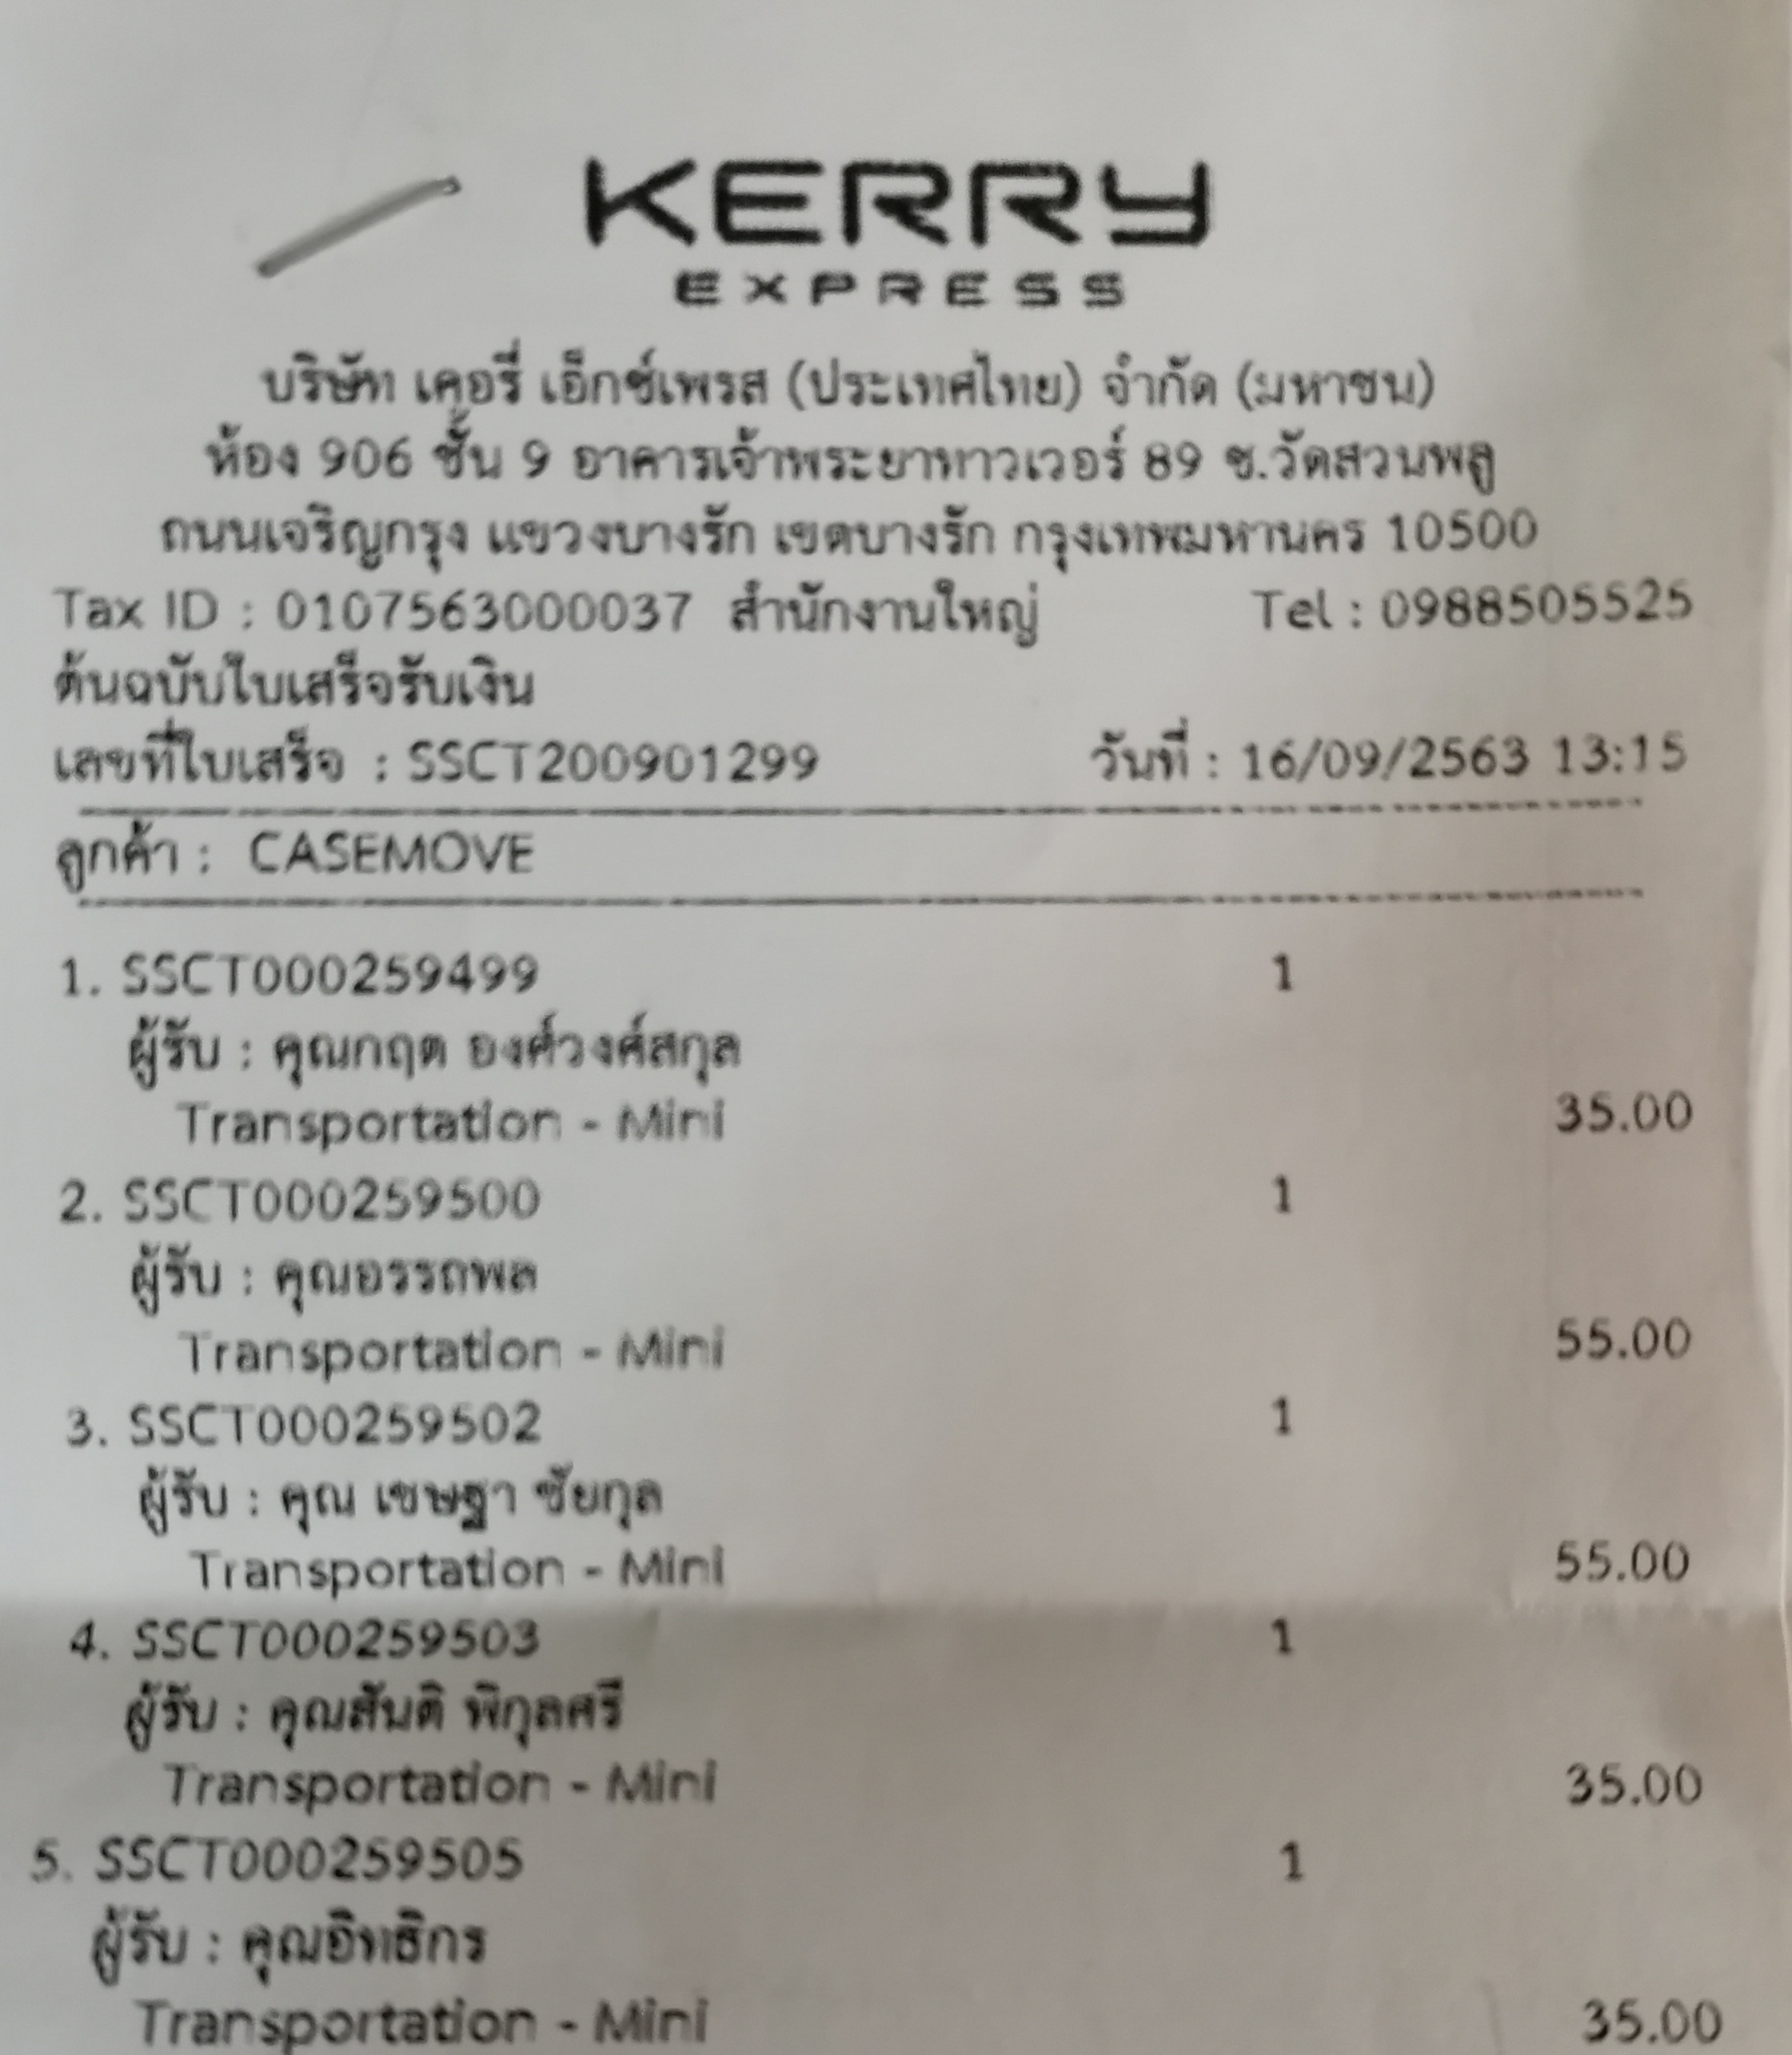 KERRY
EXPRESS
บริษัท เคอรี่ เอ็กซ์เพรส (ประเทศไทย) จำกัด (มหาชน)
ห้อง 906 ชั้น 9 อาคารเจ้าพระยาทาวเวอร์ 89 ซ.วัดสวนพลู
ถนนเจริญกรุง แขวงบางรัก เขตบางรัก กรุงเทพมหานคร 10500
Tax ID : 0107563000037 สำนักงานใหญ่ Tel : 0988505525
ต้นฉบับใบเสร็จรับเงิน
เลขที่ใบเสร็จ : SSCT200901299 วันที่ : 16/09/2563 13:15
ลูกค้า : CASEMOVE
1. SSCT000259499 1
ผู้รับ : คุณกฤต องศ์วงศ์สกุล
Transportation - Mini 35.00
2. SSCT000259500 1
ผู้รับ : คุณอรรถพล
Transportation - Mini 55.00
3. SSCT000259502 1
ผู้รับ : คุณ เชษฐา ชัยกุล
Transportation - Mini 55.00
4. SSCT000259503 1
ผู้รับ : คุณสันติ พิกุลศรี
Transportation - Mini 35.00
5. SSCT000259505 1
ผู้รับ : คุณอิทธิกร
Transportation - Mini 35.00